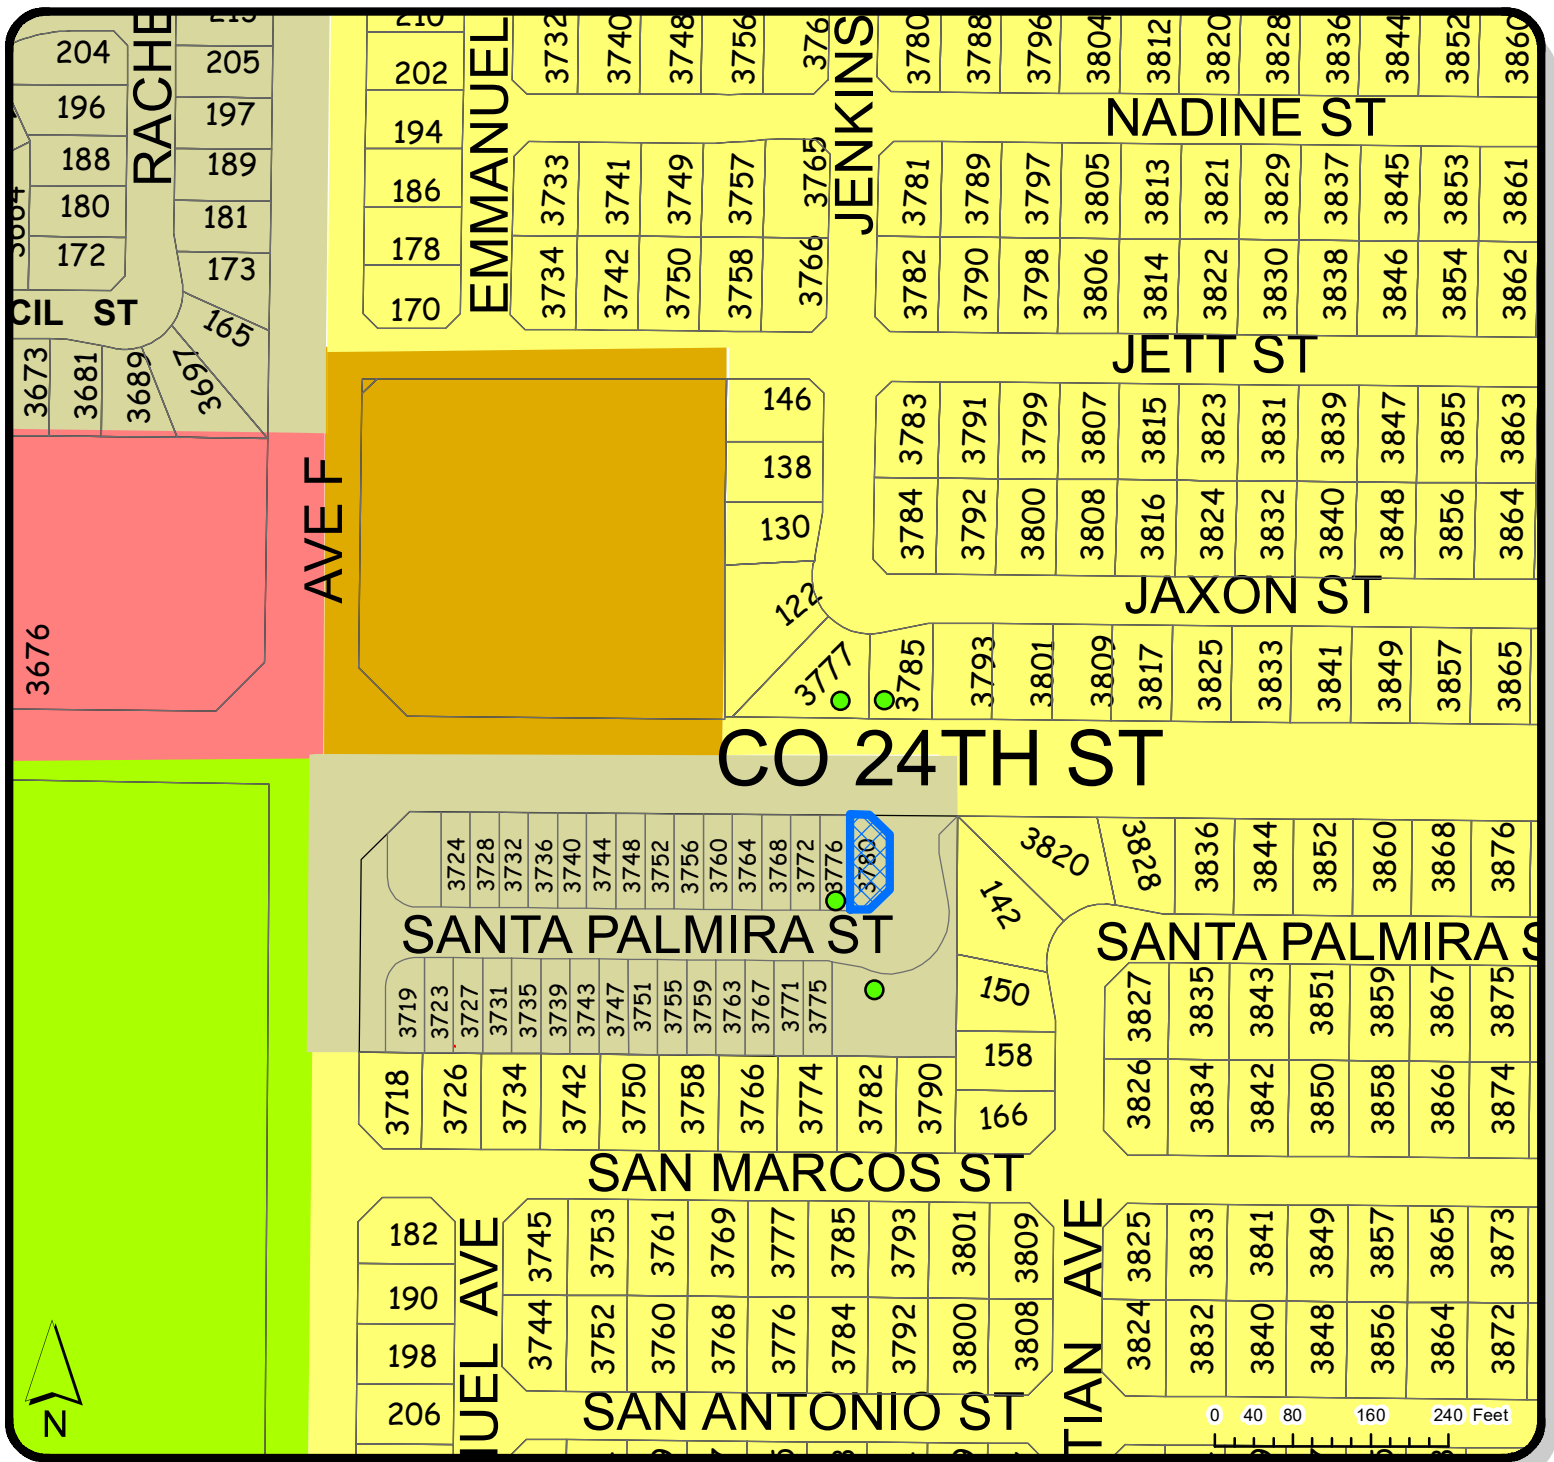 210 3732 3740 3748 3756 376 3780 3788 3796 3804 3812 3820 3828 3836 3844 3852 3860
204 205 202
196 197 194
188 189 186
180 181 178
172 173 170
165
RACHE
EMMANUEL
JENKINS
NADINE ST
3733 3741 3749 3757 3765 3781 3789 3797 3805 3813 3821 3829 3837 3845 3853 3861
3734 3742 3750 3758 3766 3782 3790 3798 3806 3814 3822 3830 3838 3846 3854 3862
CIL ST
3673 3681 3689 3697
JETT ST
146
138
130
122
3783 3791 3799 3807 3815 3823 3831 3839 3847 3855 3863
3784 3792 3800 3808 3816 3824 3832 3840 3848 3856 3864
AVE F
JAXON ST
3676
3777 3785 3793 3801 3809 3817 3825 3833 3841 3849 3857 3865
CO 24TH ST
3724 3728 3732 3736 3740 3744 3748 3752 3756 3760 3764 3768 3772 3776 3780
3820 3828 3836 3844 3852 3860 3868 3876
142
SANTA PALMIRA ST
SANTA PALMIRA S
3719 3723 3727 3731 3735 3739 3743 3747 3751 3755 3759 3763 3767 3771 3775
150
158
166
3827 3835 3843 3851 3859 3867 3875
3826 3834 3842 3850 3858 3866 3874
3718 3726 3734 3742 3750 3758 3766 3774 3782 3790
SAN MARCOS ST
182
190
198
206
UEL AVE
3745 3753 3761 3769 3777 3785 3793 3801 3809
3744 3752 3760 3768 3776 3784 3792 3800 3808
TIAN AVE
3825 3833 3841 3849 3857 3865 3873
3824 3832 3840 3848 3856 3864 3872
SAN ANTONIO ST
N
0 40 80 160 240 Feet